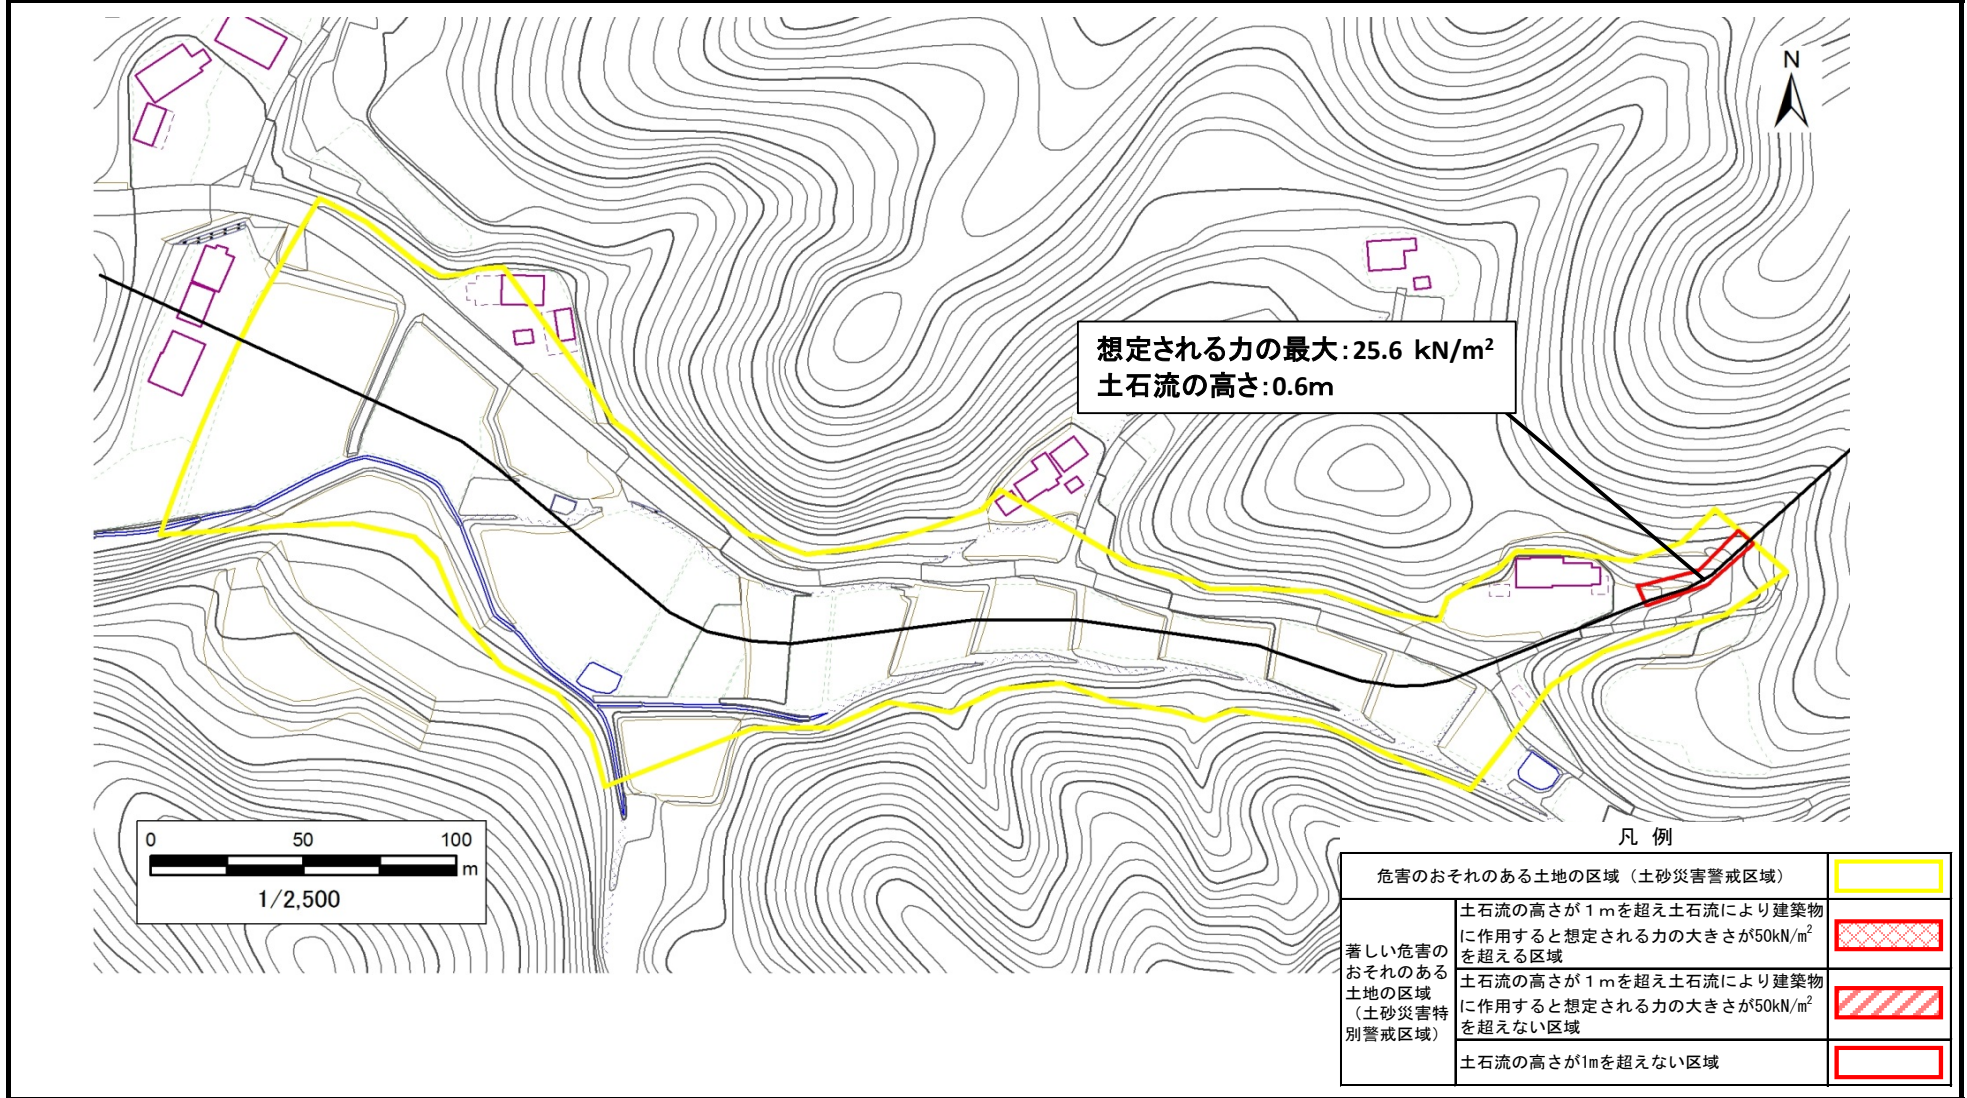 N
想定される力の最大:25.6 kN/m²
土石流の高さ:0.6m
0 50 100
m
1/2,500
凡 例
危害のおそれのある土地の区域（土砂災害警戒区域）
著しい危害の
おそれのある
土地の区域
（土砂災害特
別警戒区域）
土石流の高さが１ｍを超え土石流により建築物
に作用すると想定される力の大きさが50kN/m²
を超える区域
土石流の高さが１ｍを超え土石流により建築物
に作用すると想定される力の大きさが50kN/m²
を超えない区域
土石流の高さが1mを超えない区域